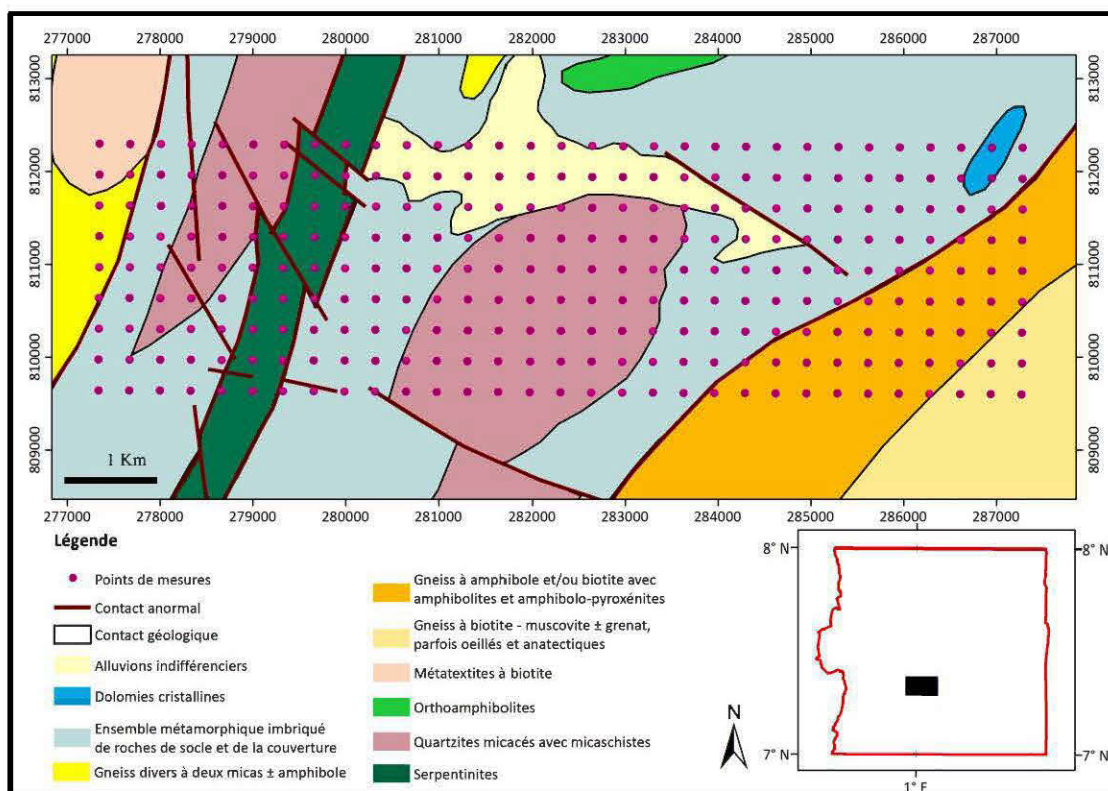 277000 278000 279000 280000 281000 282000 283000 284000 285000 286000 287000
813000 813000
812000 812000
811000 811000
810000 810000
809000 809000
1 Km
277000 278000 279000 280000 281000 282000 283000 284000 285000 286000 287000
Légende
Points de mesures
Contact anormal
Contact géologique
Alluvions indifférenciers
Dolomies cristallines
Ensemble métamorphique imbriqué
de roches de socle et de la couverture
Gneiss divers à deux micas ± amphibole
Gneiss à amphibole et/ou biotite avec
amphibolites et amphibolo-pyroxénites
Gneiss à biotite - muscovite ± grenat,
parfois oeillés et anatectiques
Métatextites à biotite
Orthoamphibolites
Quartzites micacés avec micaschistes
Serpentinites
N
8° N 8° N
7° N 7° N
1° E